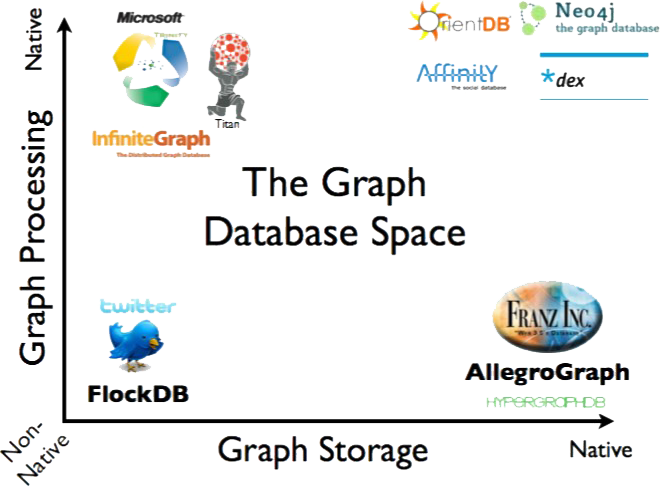 Native
Microsoft
TRINITY
Titan
InfiniteGraph
The Distributed Graph Database
OrientDB
Neo4j
the graph database
AffinitY
The social database
*dex
Graph Processing
The Graph
Database Space
twitter
FlockDB
FRANZ INC.
AllegroGraph
HYPERGRAPHDB
Non-
Native
Graph Storage
Native